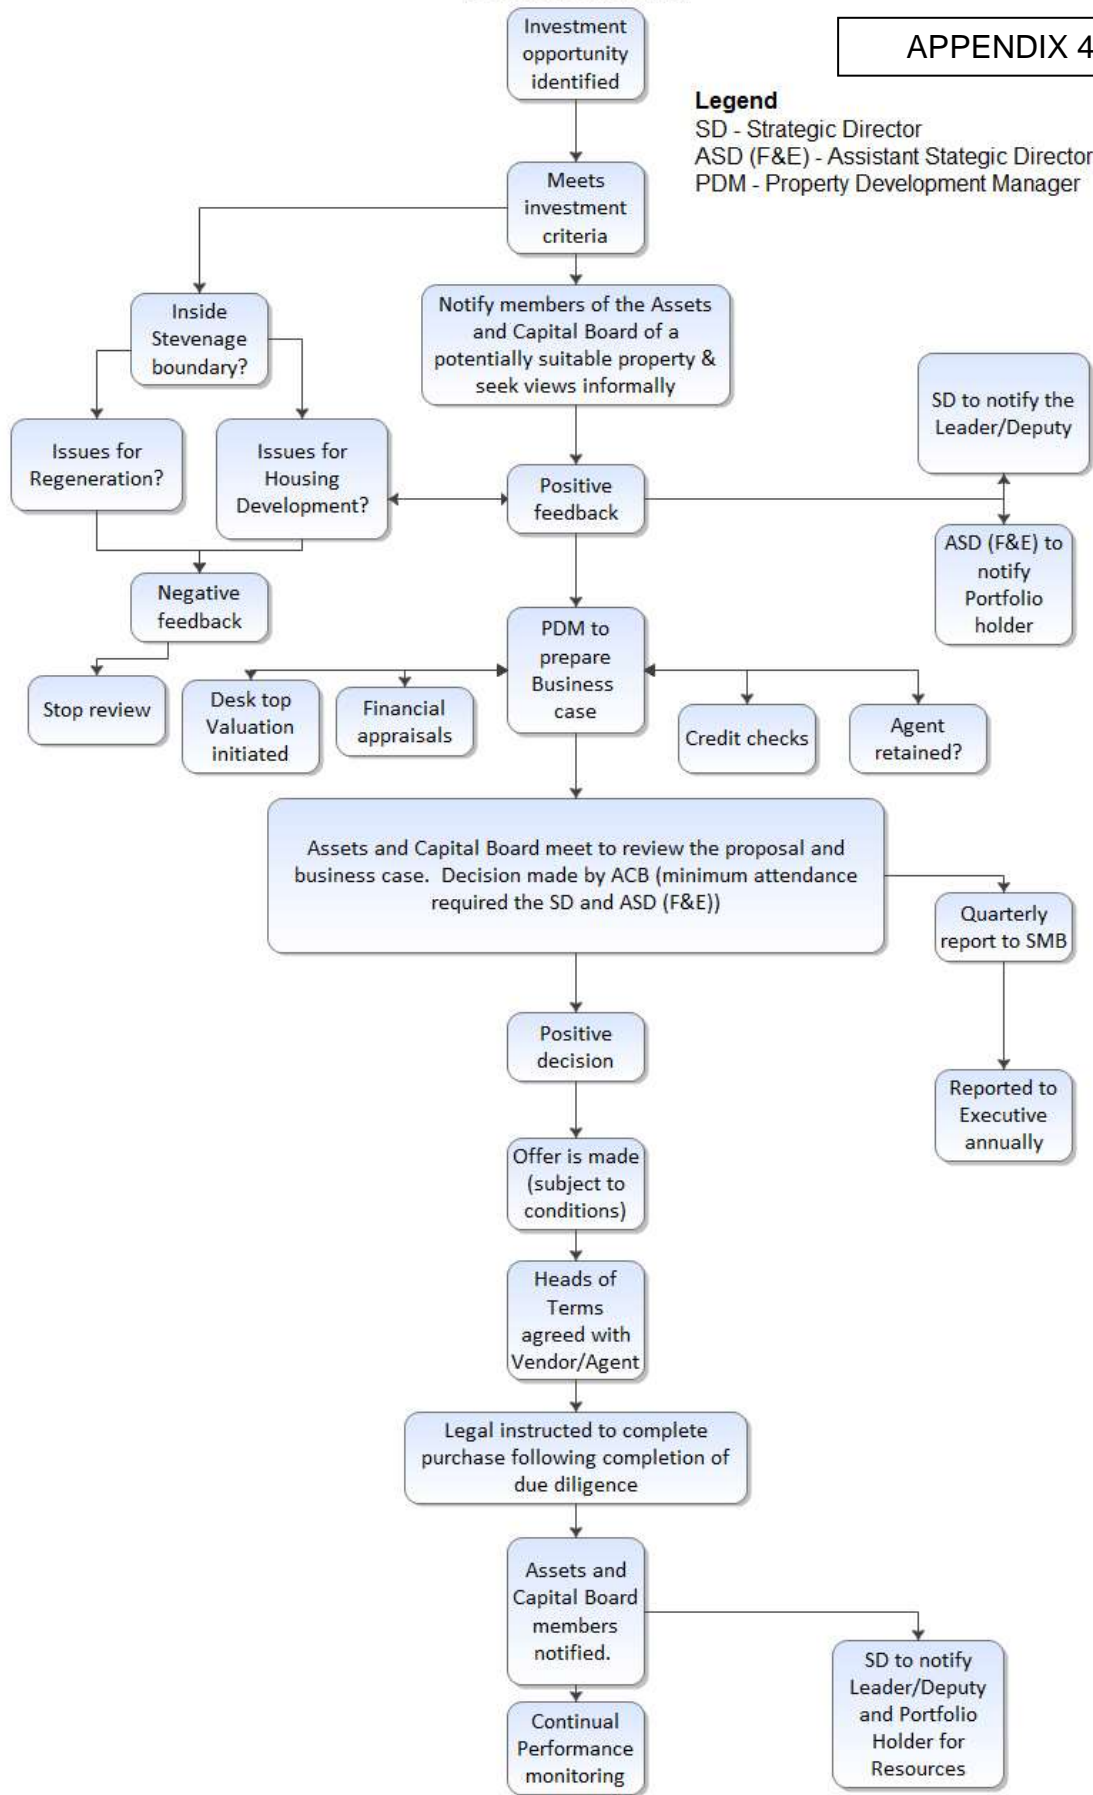 Investment
opportunity
identified
APPENDIX 4
Legend
SD - Strategic Director
ASD (F&E) - Assistant Stategic Director
PDM - Property Development Manager
Meets
investment
criteria
Inside
Stevenage
boundary?
Notify members of the Assets
and Capital Board of a
potentially suitable property &
seek views informally
SD to notify the
Leader/Deputy
Issues for
Regeneration?
Issues for
Housing
Development?
Positive
feedback
ASD (F&E) to
notify
Portfolio
holder
Negative
feedback
PDM to
prepare
Business
case
Stop review
Desk top
Valuation
initiated
Financial
appraisals
Credit checks
Agent
retained?
Assets and Capital Board meet to review the proposal and
business case.  Decision made by ACB (minimum attendance
required the SD and ASD (F&E))
Quarterly
report to SMB
Positive
decision
Reported to
Executive
annually
Offer is made
(subject to
conditions)
Heads of
Terms
agreed with
Vendor/Agent
Legal instructed to complete
purchase following completion of
due diligence
Assets and
Capital Board
members
notified.
SD to notify
Leader/Deputy
and Portfolio
Holder for
Resources
Continual
Performance
monitoring